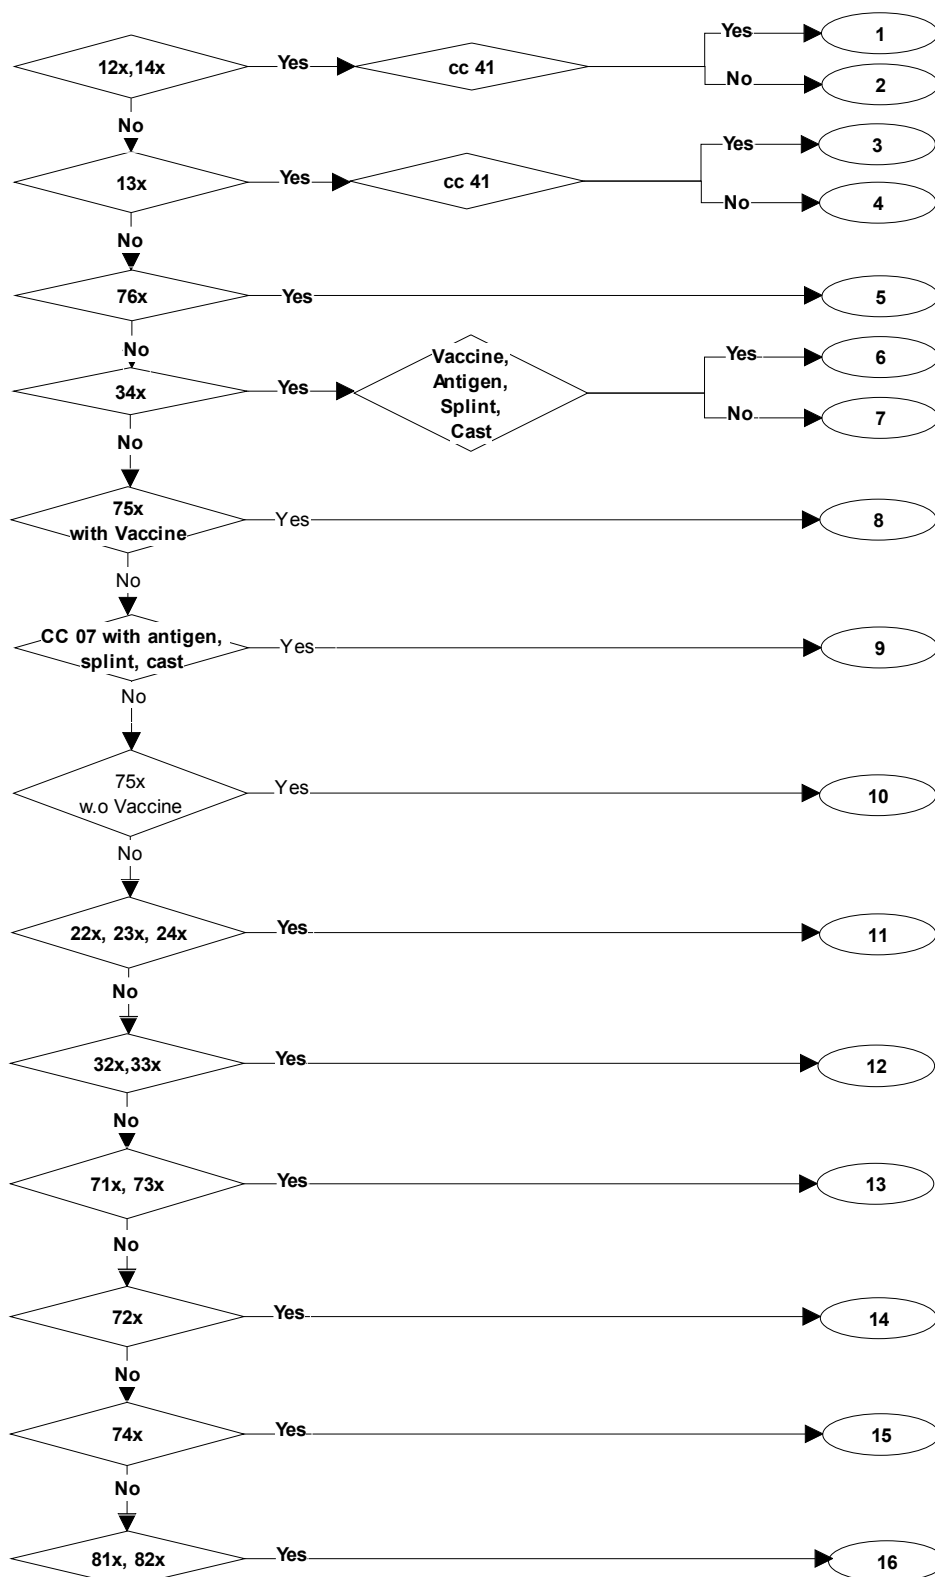 Yes
1
12x,14x
Yes
cc 41
No
2
No
Yes
3
13x
Yes
cc 41
No
4
No
76x
Yes
5
No
Vaccine,
Antigen,
Splint,
Cast
Yes
6
34x
Yes
No
7
No
75x
with Vaccine
Yes
8
No
CC 07 with antigen,
splint, cast
Yes
9
No
75x
w.o Vaccine
Yes
10
No
22x, 23x, 24x
Yes
11
No
32x,33x
Yes
12
No
71x, 73x
Yes
13
No
72x
Yes
14
No
74x
Yes
15
No
81x, 82x
Yes
16